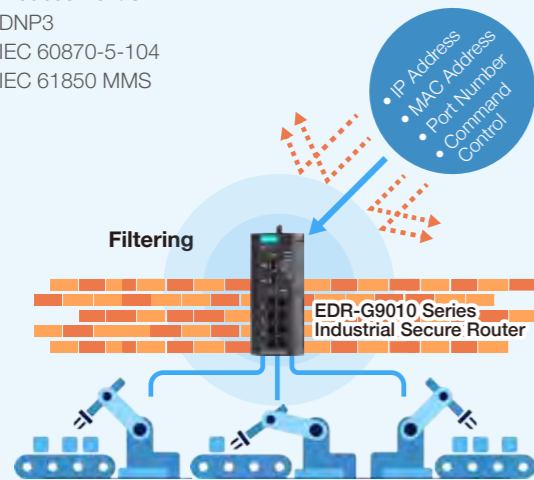 DNP3
IEC 60870-5-104
IEC 61850 MMS
• IP Address
• MAC Address
• Port Number
• Command
Control
Filtering
EDR-G9010 Series
Industrial Secure Router